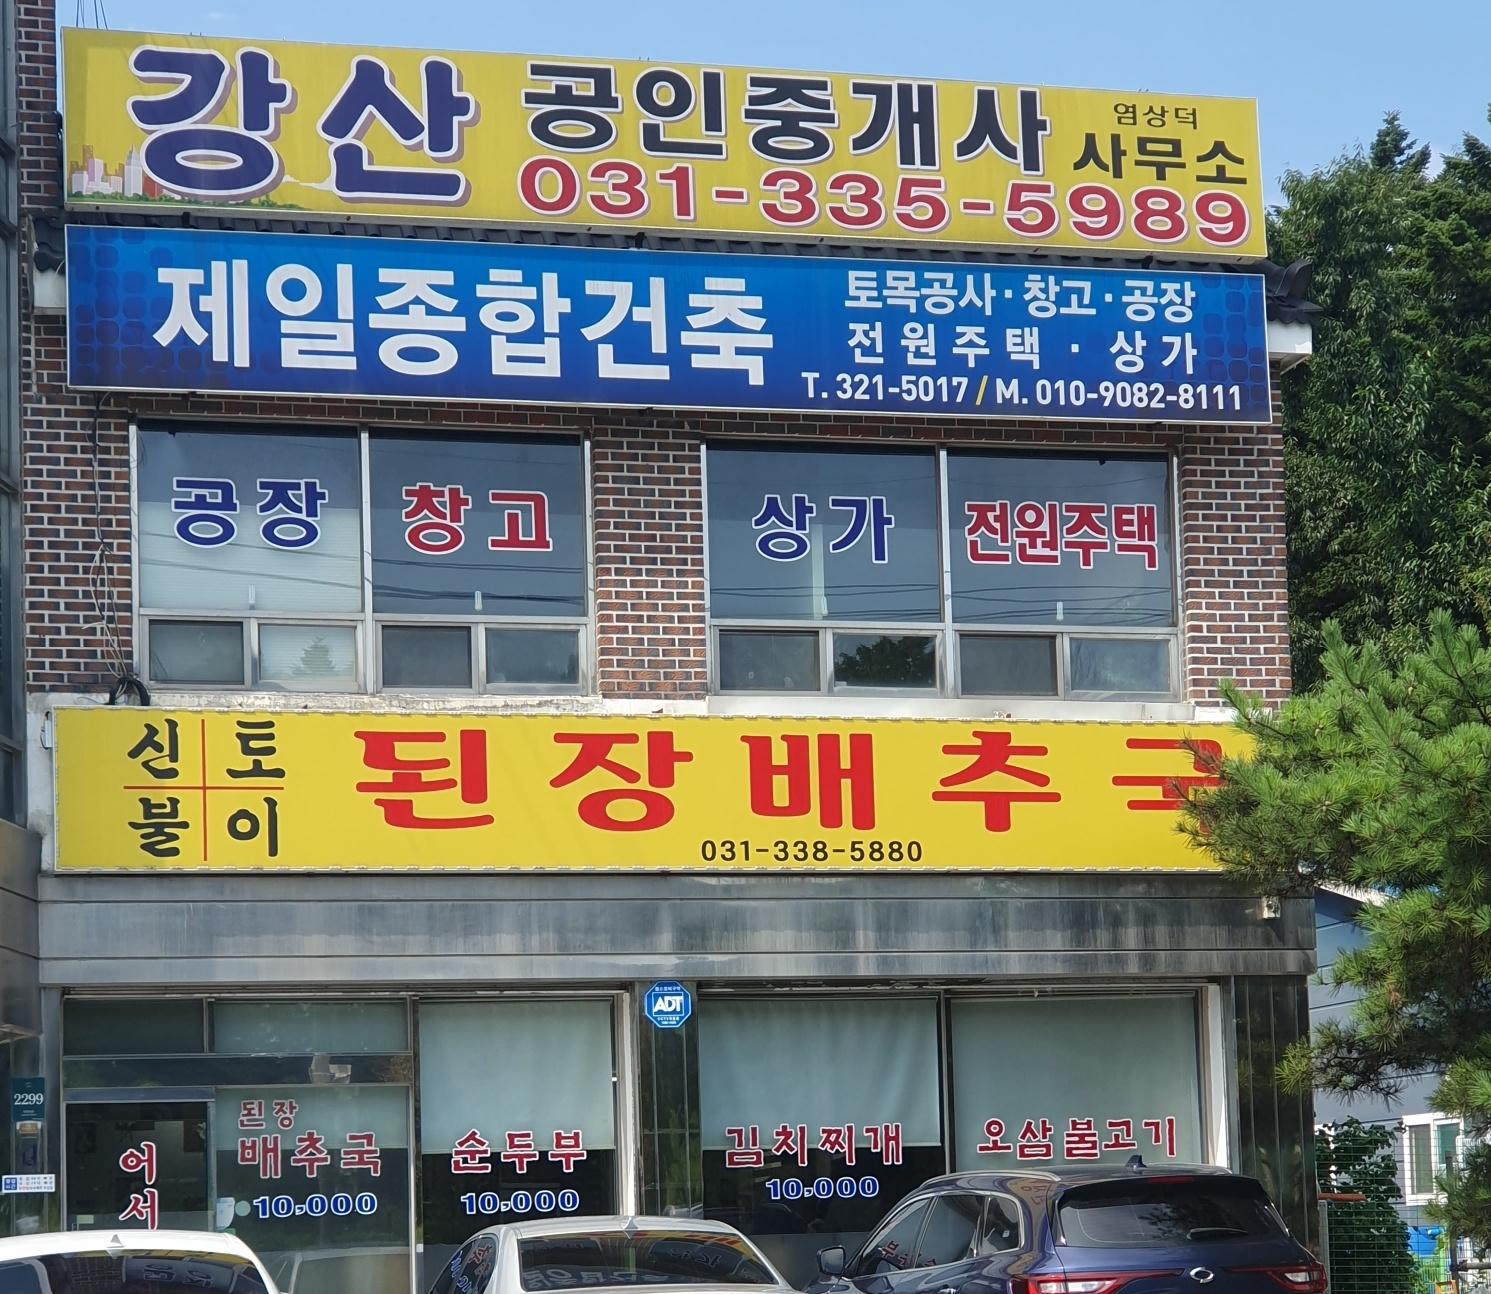 강산 공인중개사 염상덕 사무소
031-335-5989
제일종합건축
토목공사·창고·공장
전원주택·상가
T. 321-5017 / M. 010-9082-8111
공장 창고 상가 전원주택
신토불이
된장배추국
031-338-5880
ADT
2299
어서
된장
배추국
10,000
순두부
10,000
김치찌개
10,000
오삼불고기